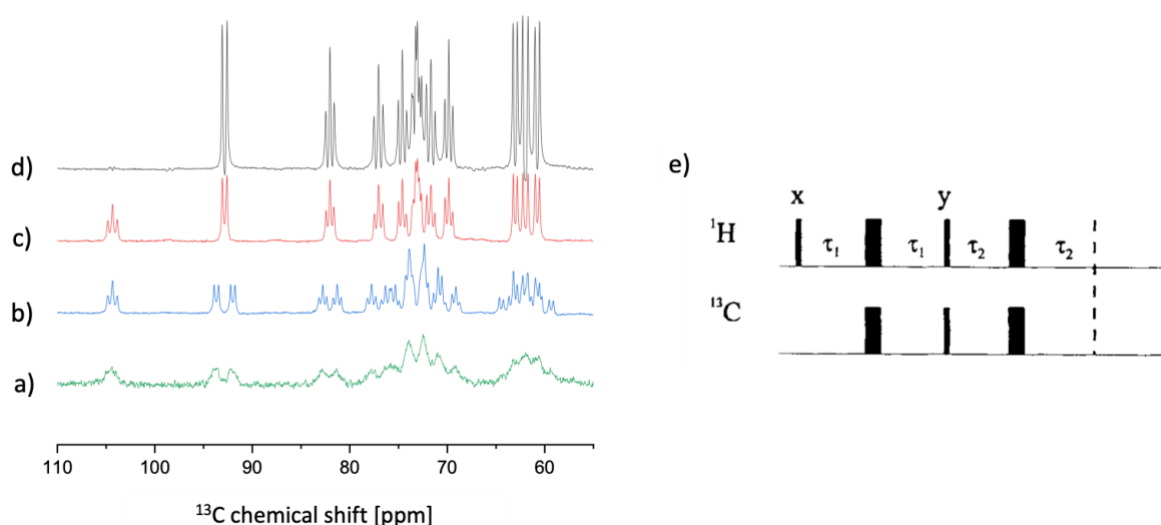 d)
c)
b)
a)
110 100 90 80 70 60
¹³C chemical shift [ppm]
e)
x y
¹H τ₁ τ₁ τ₂ τ₂
¹³C